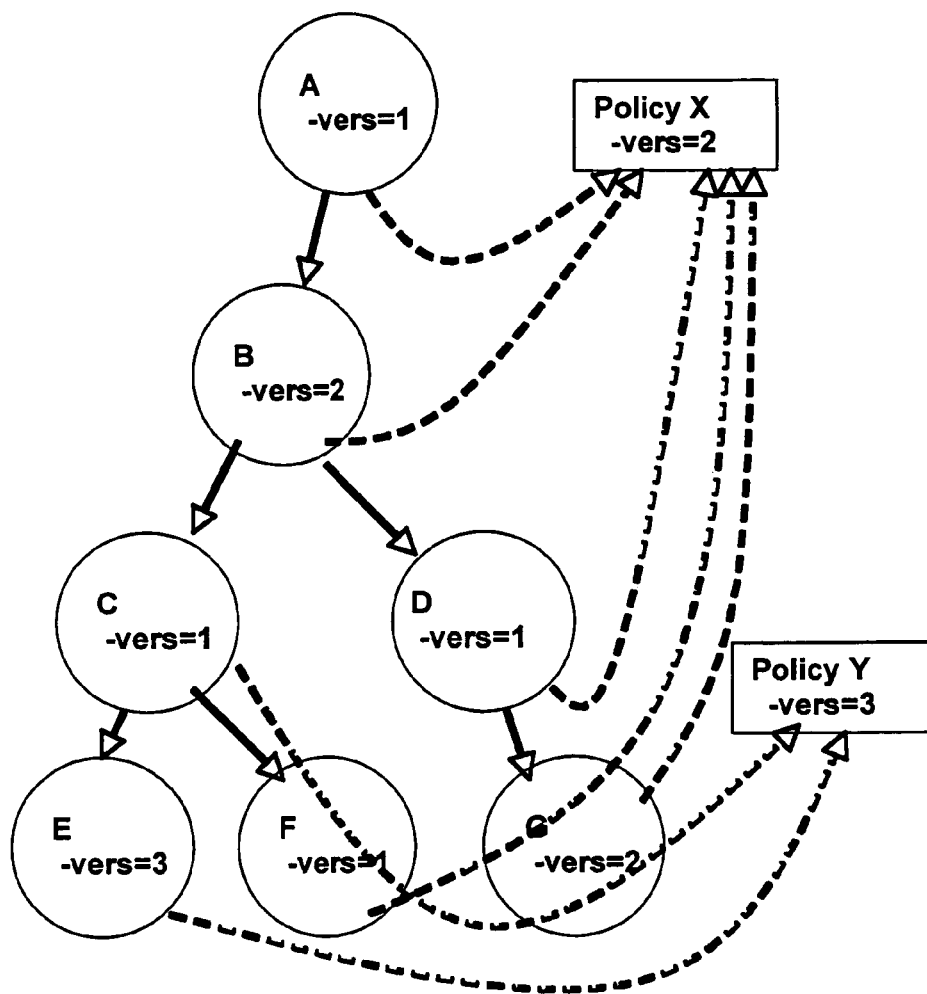 A
-vers=1
Policy X
-vers=2
B
-vers=2
C
-vers=1
D
-vers=1
Policy Y
-vers=3
E
-vers=3
F
-vers=1
G
-vers=2